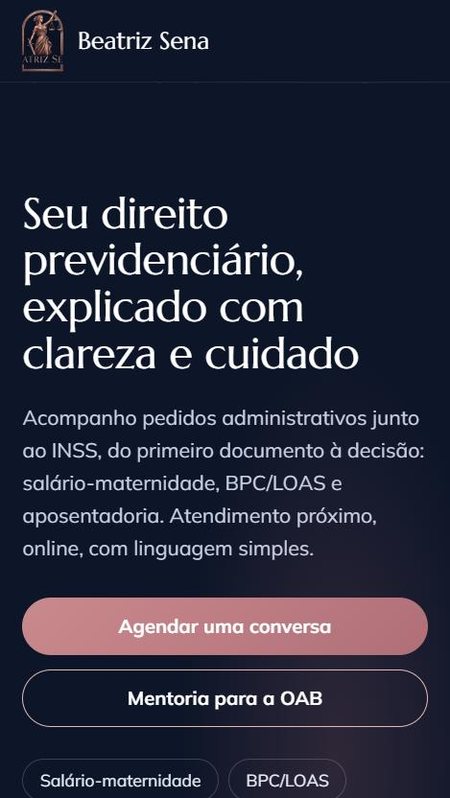 ATRIZ SE
Beatriz Sena
Seu direito
previdenciário,
explicado com
clareza e cuidado
Acompanho pedidos administrativos junto
ao INSS, do primeiro documento à decisão:
salário-maternidade, BPC/LOAS e
aposentadoria. Atendimento próximo,
online, com linguagem simples.
Agendar uma conversa
Mentoria para a OAB
Salário-maternidade
BPC/LOAS